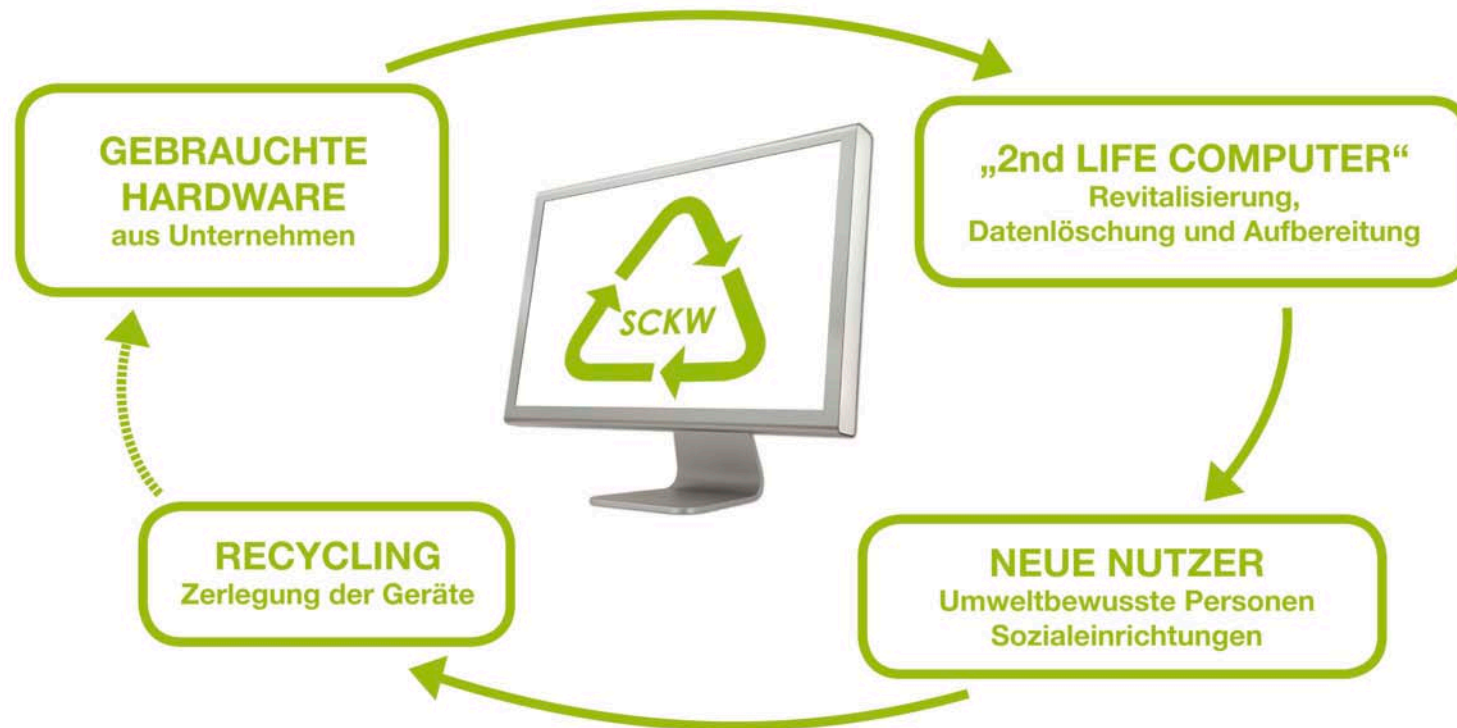 GEBRAUCHTE
HARDWARE
aus Unternehmen
„2nd LIFE COMPUTER“
Revitalisierung,
Datenlöschung und Aufbereitung
SCKW
RECYCLING
Zerlegung der Geräte
NEUE NUTZER
Umweltbewusste Personen
Sozialeinrichtungen